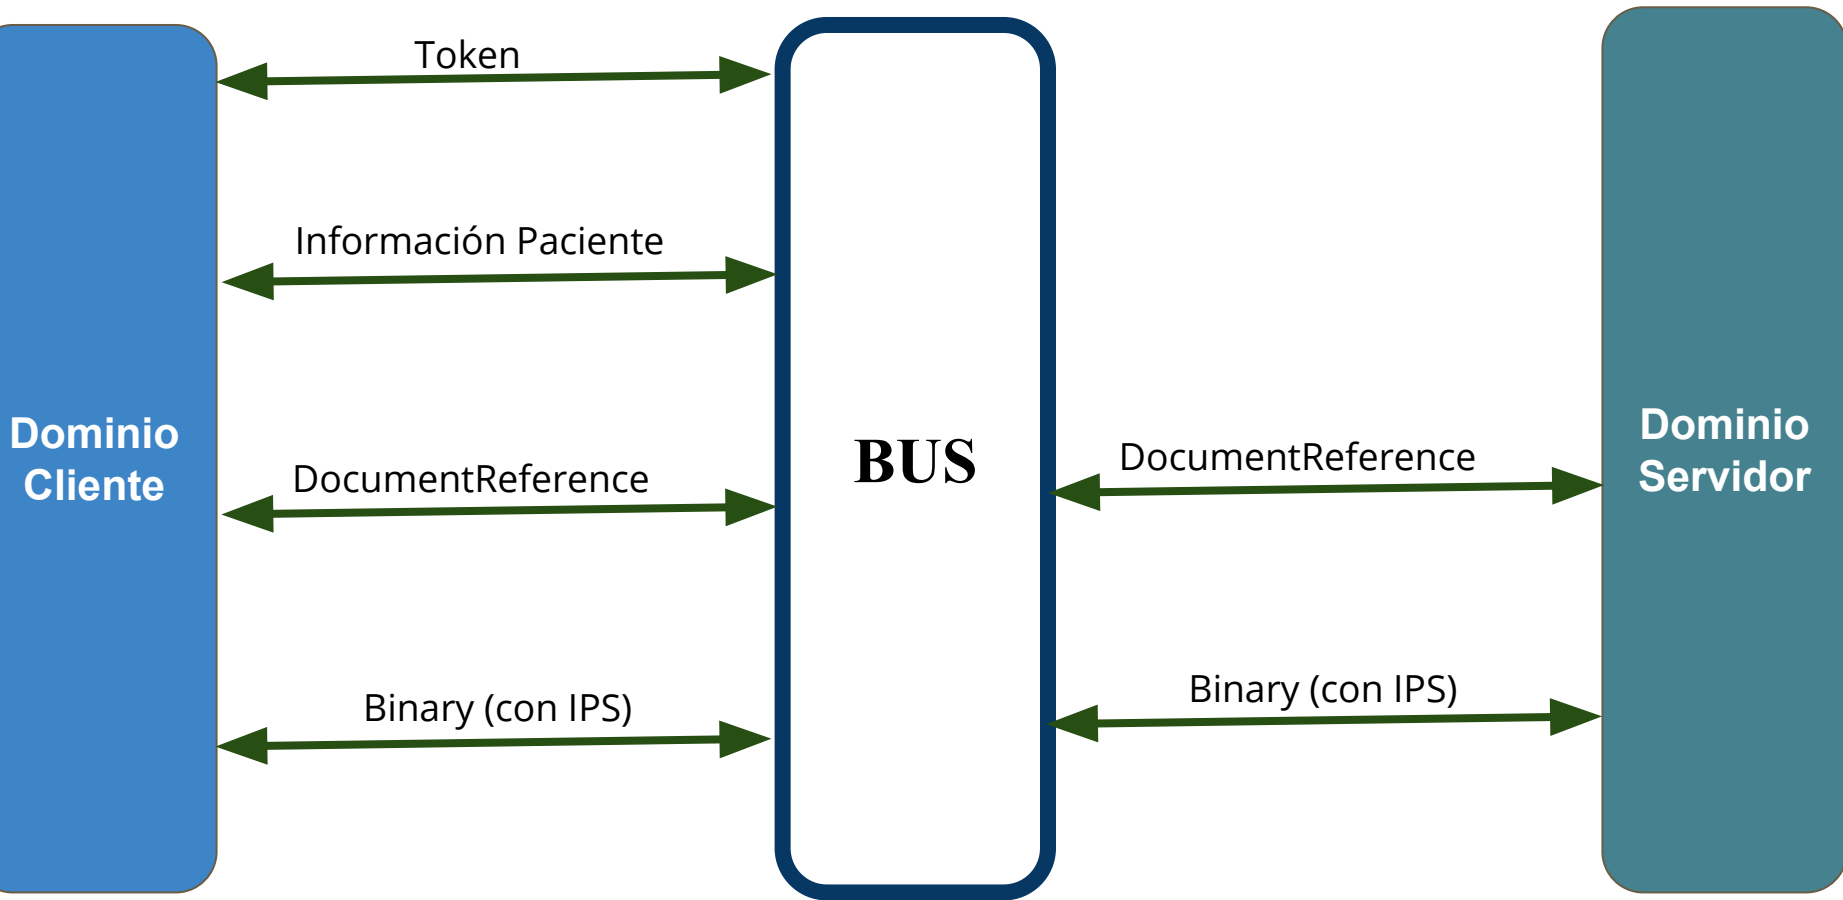 Token
Información Paciente
Dominio
Cliente
DocumentReference
Binary (con IPS)
BUS
DocumentReference
Binary (con IPS)
Dominio
Servidor